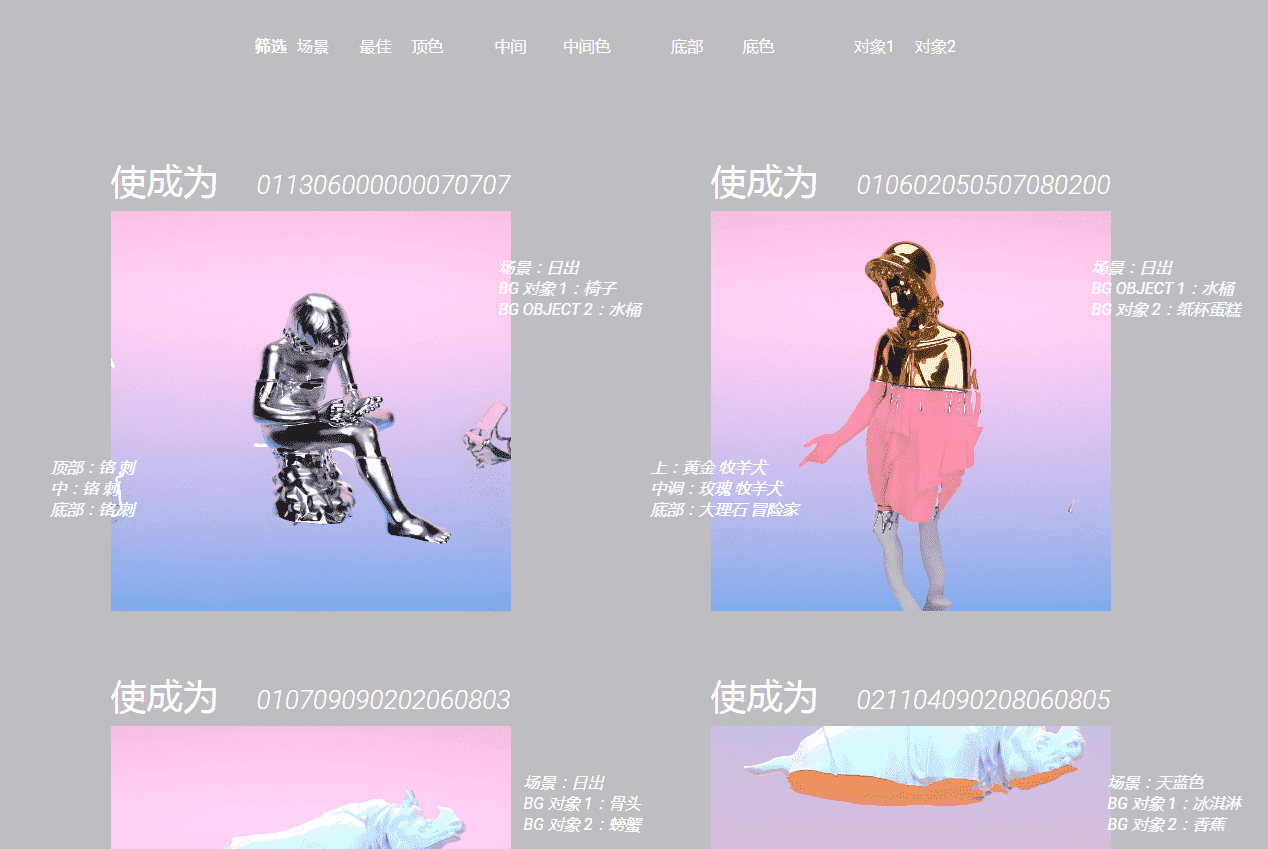 筛选 场景 最佳 顶色 中间 中间色 底部 底色 对象1 对象2
使成为 011306000000070707
场景：日出
BG 对象 1：椅子
BG OBJECT 2：水桶
顶部：铬 刺
中：铬 刺
底部：铬 刺
使成为 010602050507080200
场景：日出
BG OBJECT 1：水桶
BG 对象 2：纸杯蛋糕
上：黄金 牧羊犬
中调：玫瑰 牧羊犬
底部：大理石 冒险家
使成为 010709090202060803
场景：日出
BG 对象 1：骨头
BG 对象 2：螃蟹
使成为 021104090208060805
场景：天蓝色
BG 对象 1：冰淇淋
BG 对象 2：香蕉